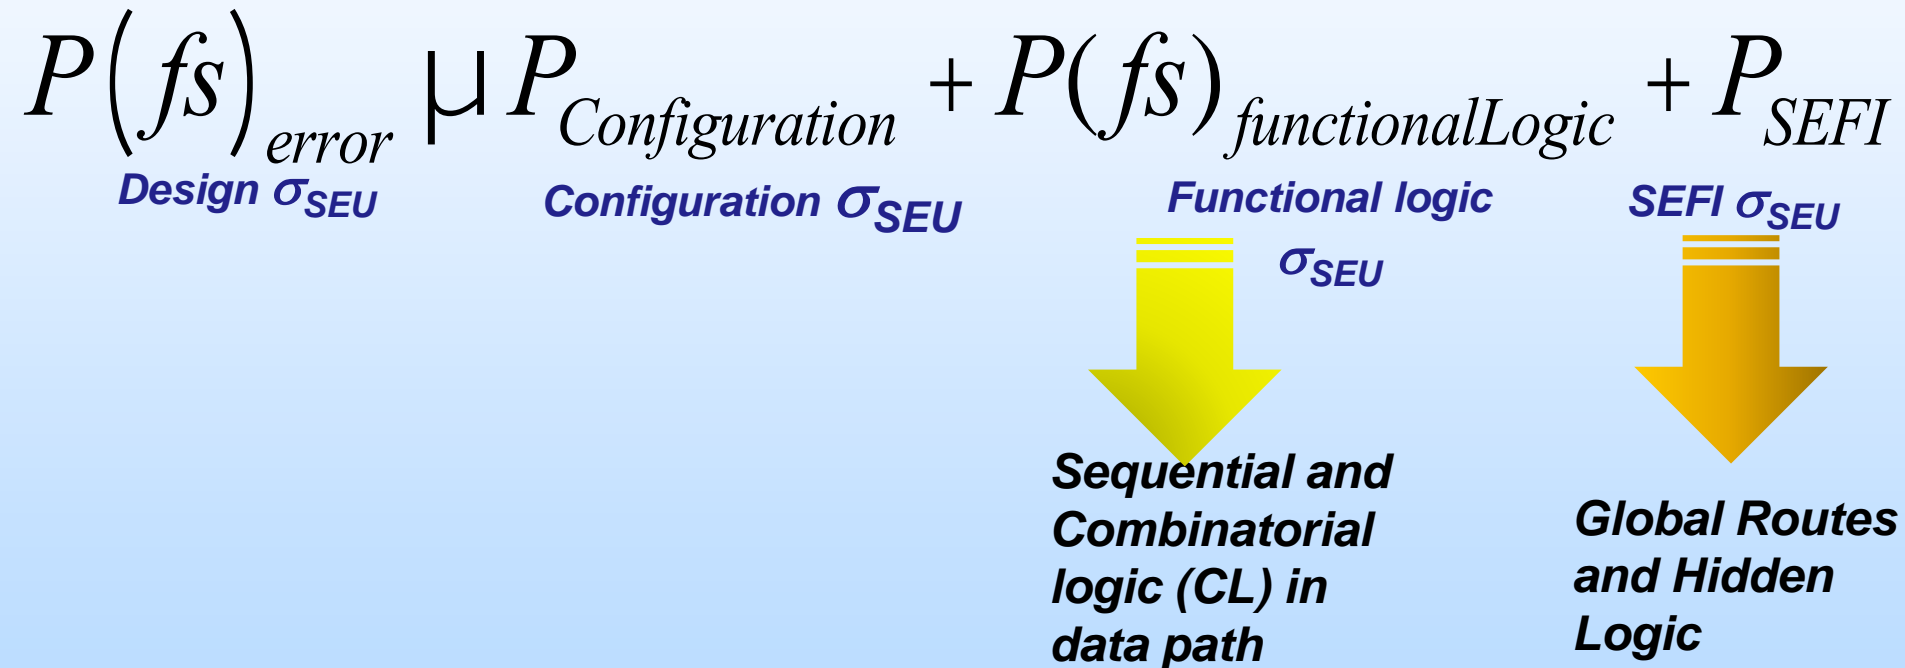 P(fs)error μ PConfiguration + P(fs)functionalLogic + PSEFI
Design σSEU
Configuration σSEU
Functional logic
σSEU
SEFI σSEU
Sequential and
Combinatorial
logic (CL) in
data path
Global Routes
and Hidden
Logic